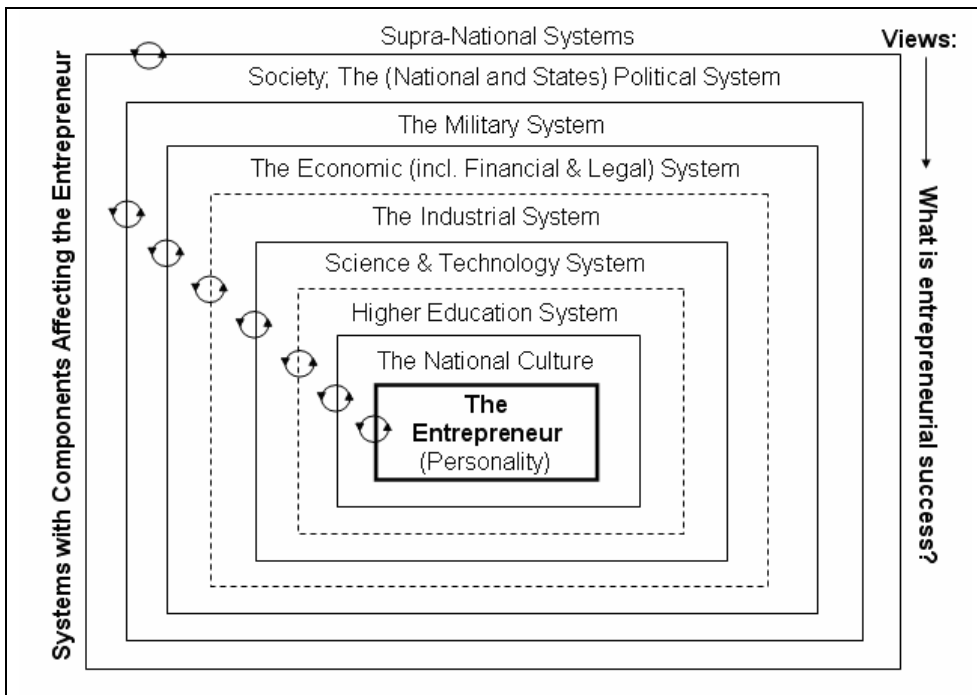 Supra-National Systems
Views:
Society; The (National and States) Political System
The Military System
The Economic (incl. Financial & Legal) System
The Industrial System
Science & Technology System
Higher Education System
The National Culture
The
Entrepreneur
(Personality)
Systems with Components Affecting the Entrepreneur
What is entrepreneurial success?